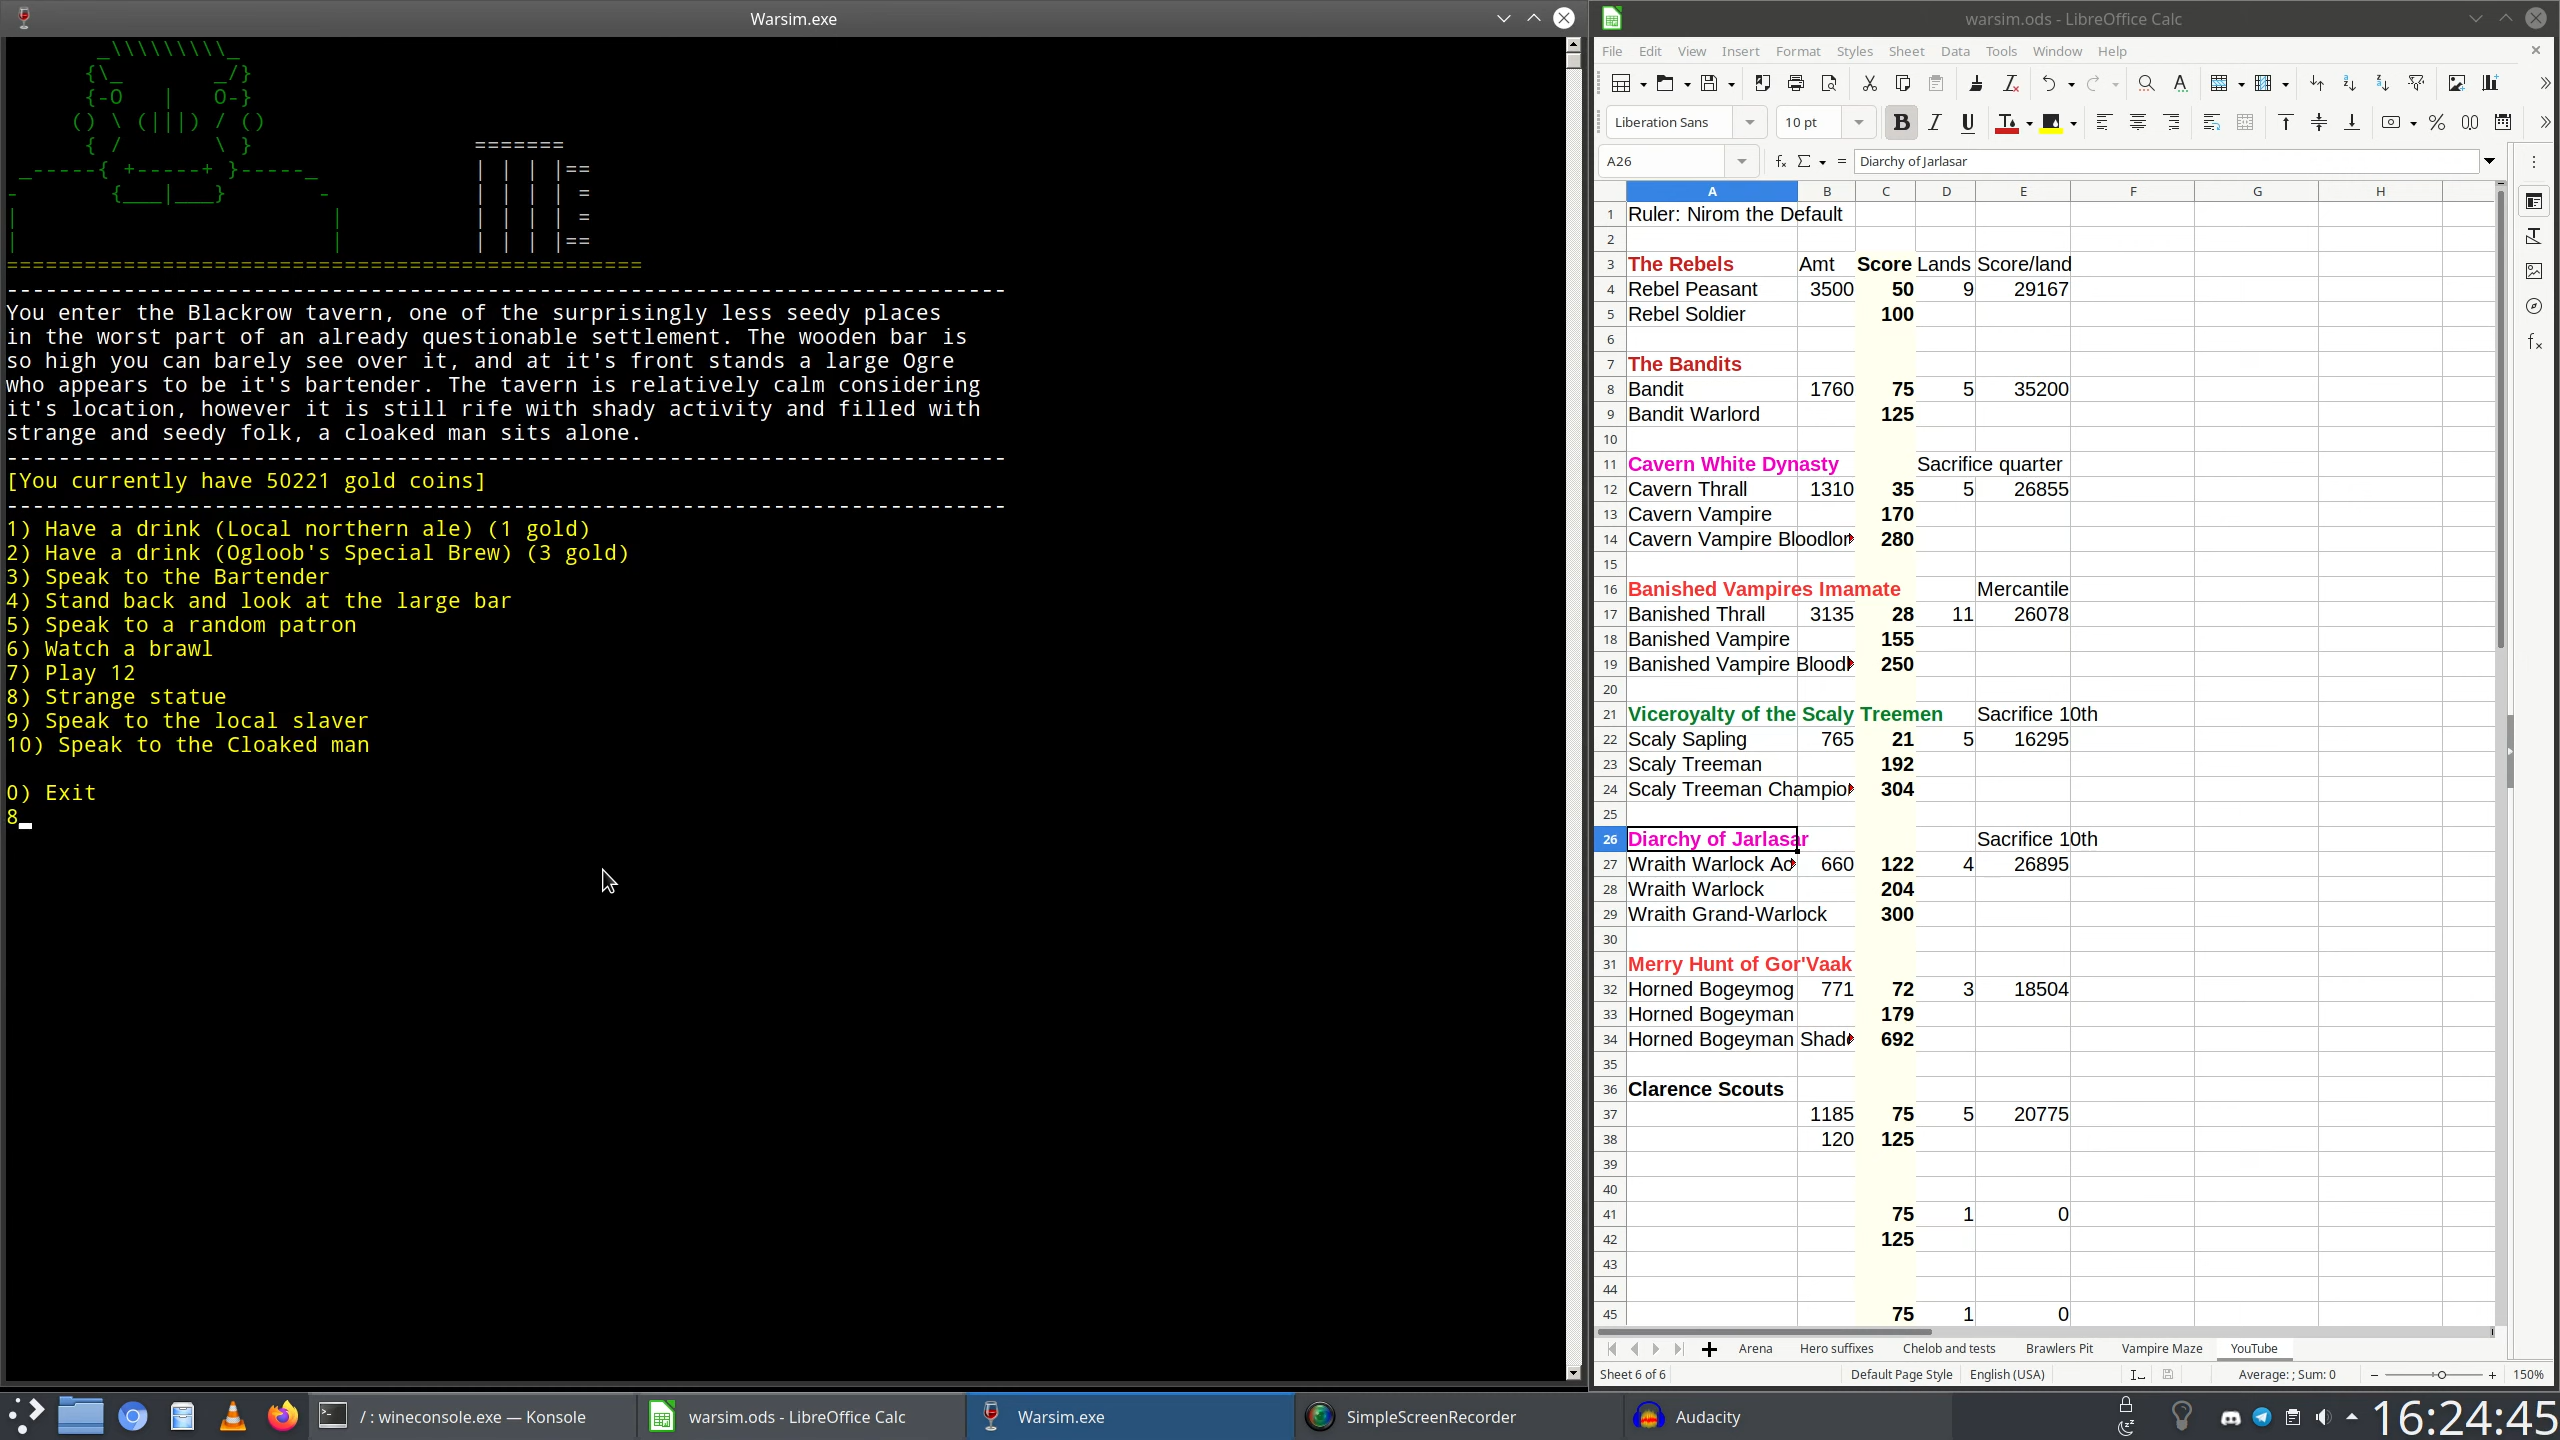 Warsim.exe
You enter the Blackrow tavern, one of the surprisingly less seedy places
in the worst part of an already questionable settlement. The wooden bar is
so high you can barely see over it, and at it's front stands a large Ogre
who appears to be it's bartender. The tavern is relatively calm considering
it's location, however it is still rife with shady activity and filled with
strange and seedy folk, a cloaked man sits alone.
[You currently have 50221 gold coins]
1) Have a drink (Local northern ale) (1 gold)
2) Have a drink (Ogloob's Special Brew) (3 gold)
3) Speak to the Bartender
4) Stand back and look at the large bar
5) Speak to a random patron
6) Watch a brawl
7) Play 12
8) Strange statue
9) Speak to the local slaver
10) Speak to the Cloaked man
0) Exit
8
warsim.ods - LibreOffice Calc
File Edit View Insert Format Styles Sheet Data Tools Window Help
Liberation Sans 10 pt
A26 Diarchy of Jarlasar
A B C D E F G H
1 Ruler: Nirom the Default
2
3 The Rebels Amt Score Lands Score/land
4 Rebel Peasant 3500 50 9 29167
5 Rebel Soldier 100
6
7 The Bandits
8 Bandit 1760 75 5 35200
9 Bandit Warlord 125
10
11 Cavern White Dynasty Sacrifice quarter
12 Cavern Thrall 1310 35 5 26855
13 Cavern Vampire 170
14 Cavern Vampire Bloodlor 280
15
16 Banished Vampires Imamate Mercantile
17 Banished Thrall 3135 28 11 26078
18 Banished Vampire 155
19 Banished Vampire Bloodl 250
20
21 Viceroyalty of the Scaly Treemen Sacrifice 10th
22 Scaly Sapling 765 21 5 16295
23 Scaly Treeman 192
24 Scaly Treeman Champio 304
25
26 Diarchy of Jarlasar Sacrifice 10th
27 Wraith Warlock Ac 660 122 4 26895
28 Wraith Warlock 204
29 Wraith Grand-Warlock 300
30
31 Merry Hunt of Gor'Vaak
32 Horned Bogeymog 771 72 3 18504
33 Horned Bogeyman 179
34 Horned Bogeyman Shad 692
35
36 Clarence Scouts
37 1185 75 5 20775
38 120 125
39
40
41 75 1 0
42 125
43
44
45 75 1 0
Arena Hero suffixes Chelob and tests Brawlers Pit Vampire Maze YouTube
Sheet 6 of 6 Default Page Style English (USA) Average: ; Sum: 0 150%
/ : wineconsole.exe — Konsole warsim.ods - LibreOffice Calc Warsim.exe SimpleScreenRecorder Audacity 16:24:45